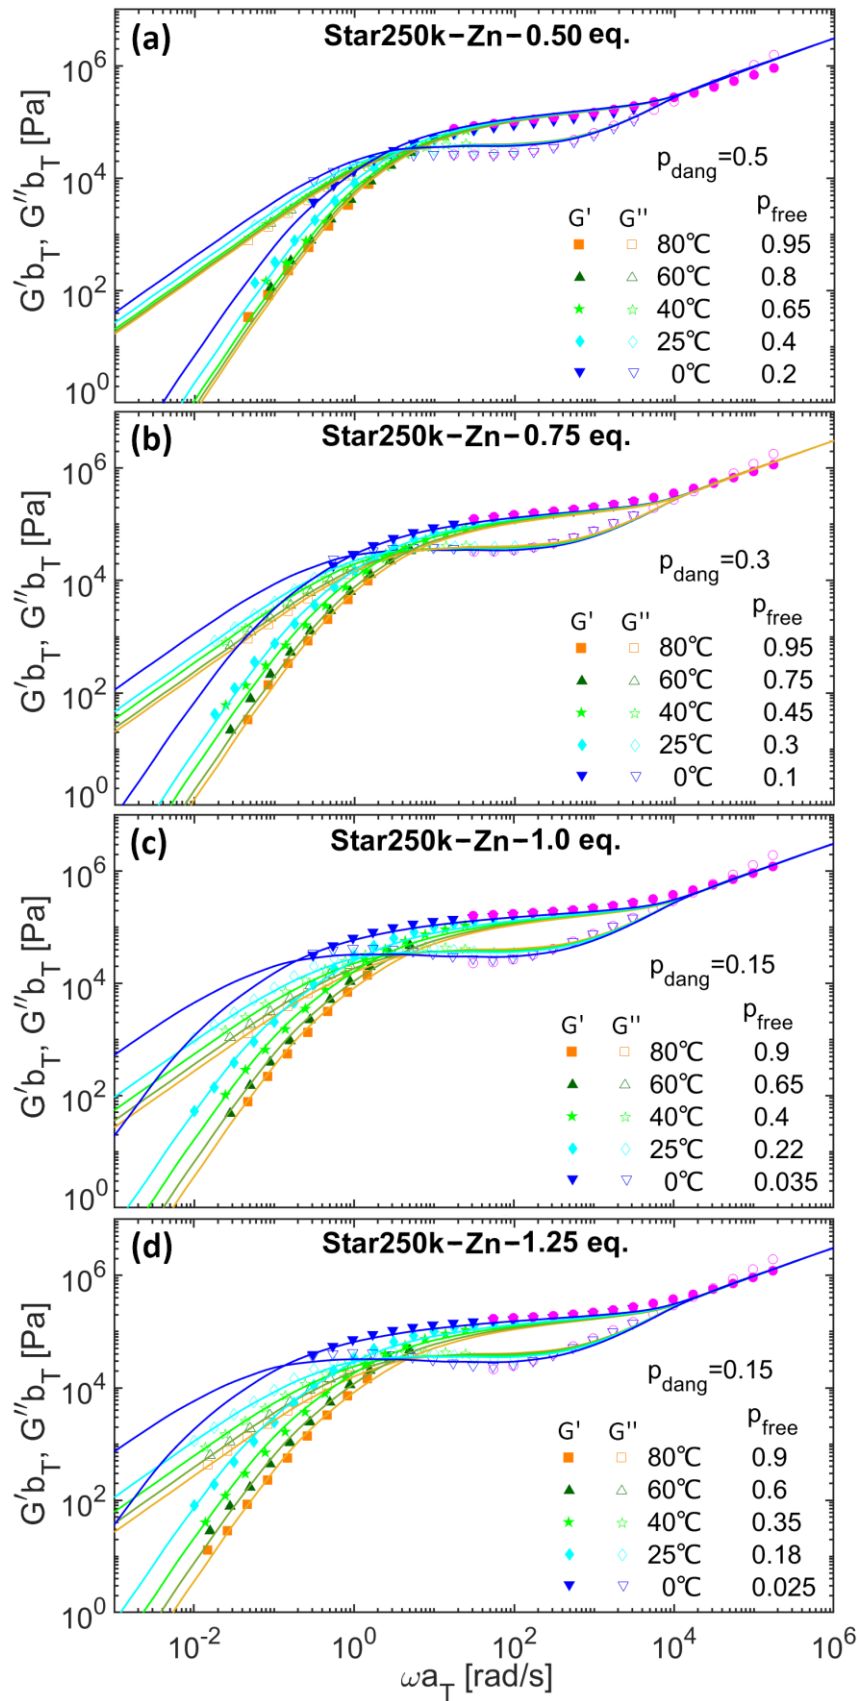 (a) Star250k-Zn-0.50 eq.
10^6
10^4
10^2
10^0
G'b_T, G''b_T [Pa]
p_dang=0.5
G' G'' p_free
80℃ 0.95
60℃ 0.8
40℃ 0.65
25℃ 0.4
0℃ 0.2
(b) Star250k-Zn-0.75 eq.
10^6
10^4
10^2
10^0
G'b_T, G''b_T [Pa]
p_dang=0.3
G' G'' p_free
80℃ 0.95
60℃ 0.75
40℃ 0.45
25℃ 0.3
0℃ 0.1
(c) Star250k-Zn-1.0 eq.
10^6
10^4
10^2
10^0
G'b_T, G''b_T [Pa]
p_dang=0.15
G' G'' p_free
80℃ 0.9
60℃ 0.65
40℃ 0.4
25℃ 0.22
0℃ 0.035
(d) Star250k-Zn-1.25 eq.
10^6
10^4
10^2
10^0
G'b_T, G''b_T [Pa]
p_dang=0.15
G' G'' p_free
80℃ 0.9
60℃ 0.6
40℃ 0.35
25℃ 0.18
0℃ 0.025
10^-2 10^0 10^2 10^4 10^6
ωa_T [rad/s]